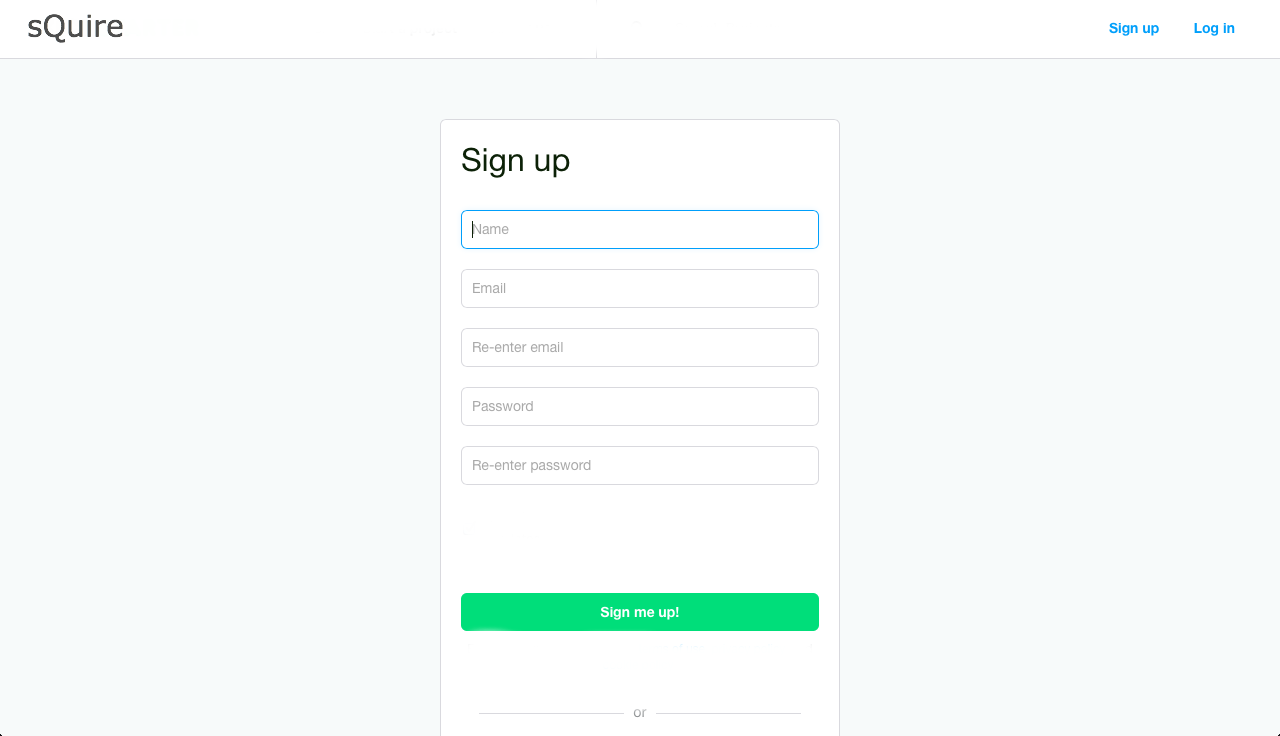 sQuire
Sign up
Log in
Sign up
Name
Email
Re-enter email
Password
Re-enter password
Sign me up!
or